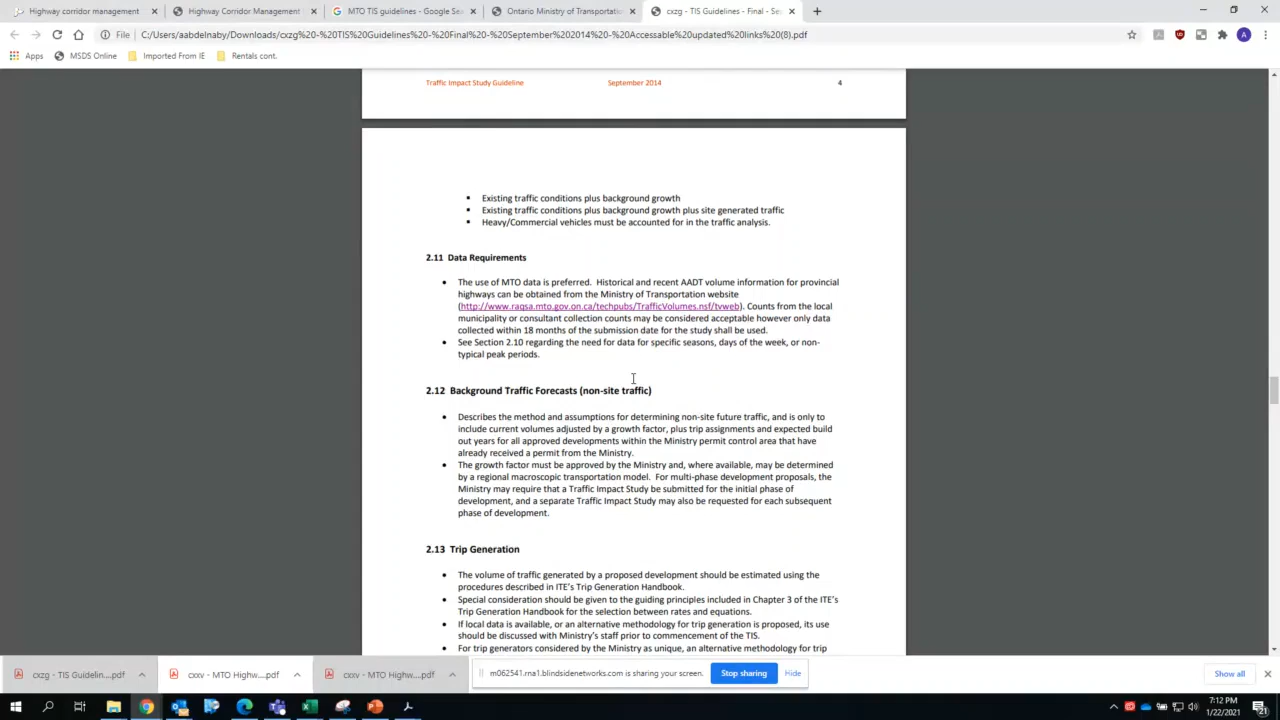 Highway corridor management
Highway Corridor Management
MTO TIS guidelines - Google Sea
Ontario Ministry of Transportatio
cxzg - TIS Guidelines - Final - Se
File
C:/Users/aabdelnaby/Downloads/cxzg%20-%20TIS%20Guidelines%20-%20Final%20-%20September%202014%20-%20Accessable%20updated%20links%20(8).pdf
Apps
MSDS Online
Imported From IE
Rentals cont.
Traffic Impact Study Guideline September 2014 4
▪ Existing traffic conditions plus background growth
▪ Existing traffic conditions plus background growth plus site generated traffic
▪ Heavy/Commercial vehicles must be accounted for in the traffic analysis.
2.11 Data Requirements
• The use of MTO data is preferred. Historical and recent AADT volume information for provincial
highways can be obtained from the Ministry of Transportation website
(http://www.raqsa.mto.gov.on.ca/techpubs/TrafficVolumes.nsf/tvweb). Counts from the local
municipality or consultant collection counts may be considered acceptable however only data
collected within 18 months of the submission date for the study shall be used.
• See Section 2.10 regarding the need for data for specific seasons, days of the week, or non-
typical peak periods.
2.12 Background Traffic Forecasts (non-site traffic)
• Describes the method and assumptions for determining non-site future traffic, and is only to
include current volumes adjusted by a growth factor, plus trip assignments and expected build
out years for all approved developments within the Ministry permit control area that have
already received a permit from the Ministry.
• The growth factor must be approved by the Ministry and, where available, may be determined
by a regional macroscopic transportation model. For multi-phase development proposals, the
Ministry may require that a Traffic Impact Study be submitted for the initial phase of
development, and a separate Traffic Impact Study may also be requested for each subsequent
phase of development.
2.13 Trip Generation
• The volume of traffic generated by a proposed development should be estimated using the
procedures described in ITE's Trip Generation Handbook.
• Special consideration should be given to the guiding principles included in Chapter 3 of the ITE's
Trip Generation Handbook for the selection between rates and equations.
• If local data is available, or an alternative methodology for trip generation is proposed, its use
should be discussed with Ministry's staff prior to commencement of the TIS.
• For trip generators considered by the Ministry as unique, an alternative methodology for trip
cxzg - TIS Guidelin....pdf
cxxv - MTO Highw....pdf
cxxv - MTO Highw....pdf
m062541.rna1.blindsidenetworks.com is sharing your screen.
Stop sharing
Hide
Show all
7:12 PM
1/22/2021